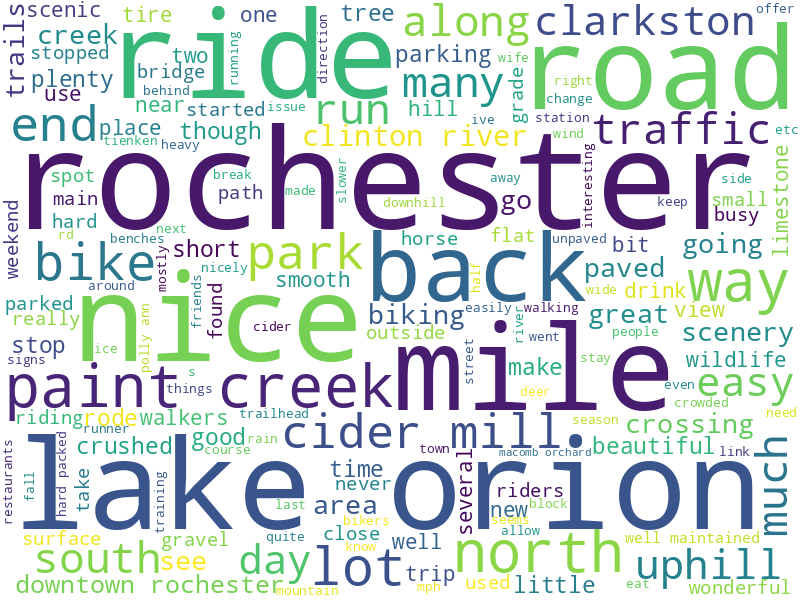 scenic
tire
one
tree
ride
along
clarkston
offer
wife
road
trails
creek
stopped
two
running
direction
parking
many
grade
right
change
plenty
bridge
behind
use
near
started
issue
run
hill
ive
station
wind
traffic
etc
end
place
tienken
though
heavy
clinton river
rochester
interesting
spot
break
made
slower
downhill
away
side
main
path
go
keep
small
busy
limestone
hard
weekend
rd
next
benches
mostly
nicely
short
horse
flat
unpaved
bit
going
bike
park
back
paved
way
around
friends
smooth
half
wide
drink
view
parked
nice
polly ann
found
cider
biking
easily
walking
great
really
outside
river
went
people
scenery
stop
ice
street
make
stay
wildlife
signs
s
things
mile
even
paint creek
deer
crowded
easy
riding
rode
walkers
trailhead
season
need
crossing
runner
rain
cider mill
town
macomb orchard
beautiful
link
restaurants
hard packed
crushed
good
course
time
never
several
lake orion
much
fall
take
training
last
area
riders
new
block
bikers
seems
allow
surface
gravel
quite
close
know
well
well maintained
south
see
day
lot
trip
north
uphill
used
mph
little
eat
downtown rochester
mountain
wonderful